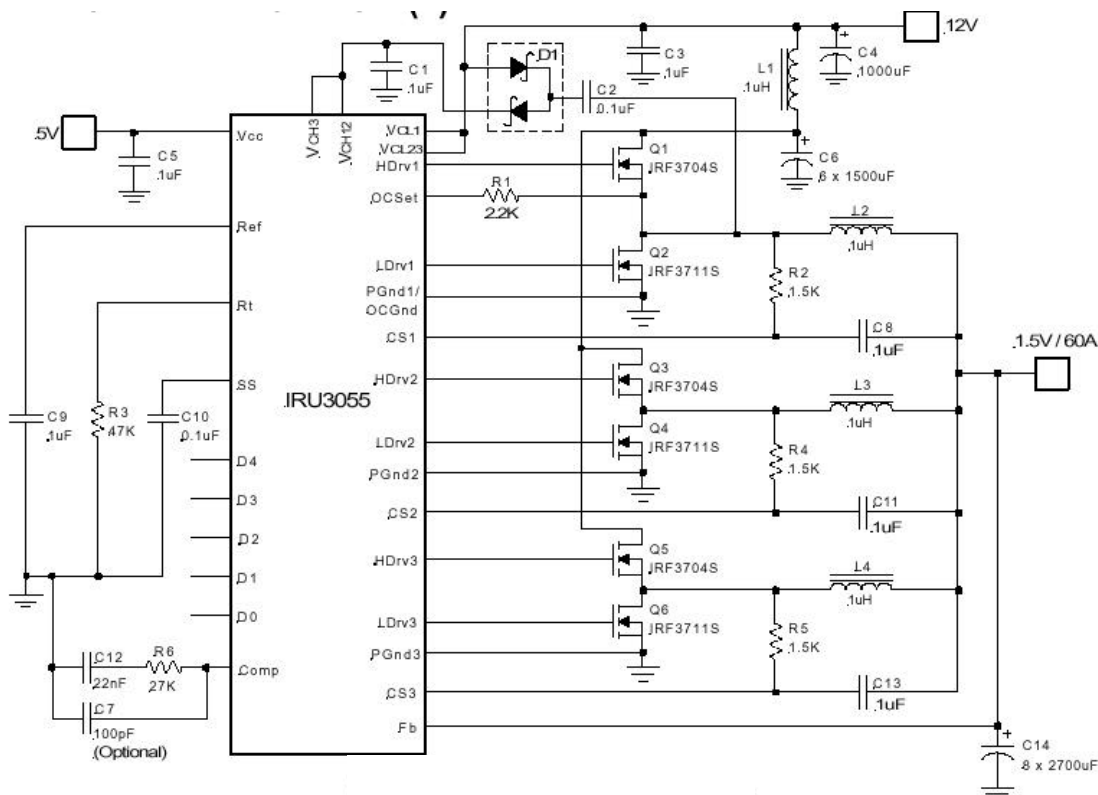 12V
D1
C1
1uF
C3
1uF
C4
1000uF
L1
1uH
C2
0.1uF
5V
Vcc
VCH3
VCH12
VCL1
VCL23
HDrv1
Q1
IRF3704S
C6
6 x 1500uF
C5
1uF
R1
2.2K
OCSet
L2
1uH
Ref
LDrv1
Q2
IRF3711S
R2
1.5K
PGnd1/
OCGnd
Rt
CS1
C8
1uF
1.5V / 60A
Q3
IRF3704S
HDrv2
SS
IRU3055
L3
1uH
C9
1uF
R3
47K
C10
0.1uF
LDrv2
Q4
IRF3711S
R4
1.5K
D4
PGnd2
D3
CS2
C11
1uF
D2
Q5
IRF3704S
HDrv3
D1
L4
1uH
D0
LDrv3
Q6
IRF3711S
R5
1.5K
C12
22nF
R6
27K
Comp
PGnd3
CS3
C13
1uF
C7
100pF
(Optional)
Fb
C14
8 x 2700uF